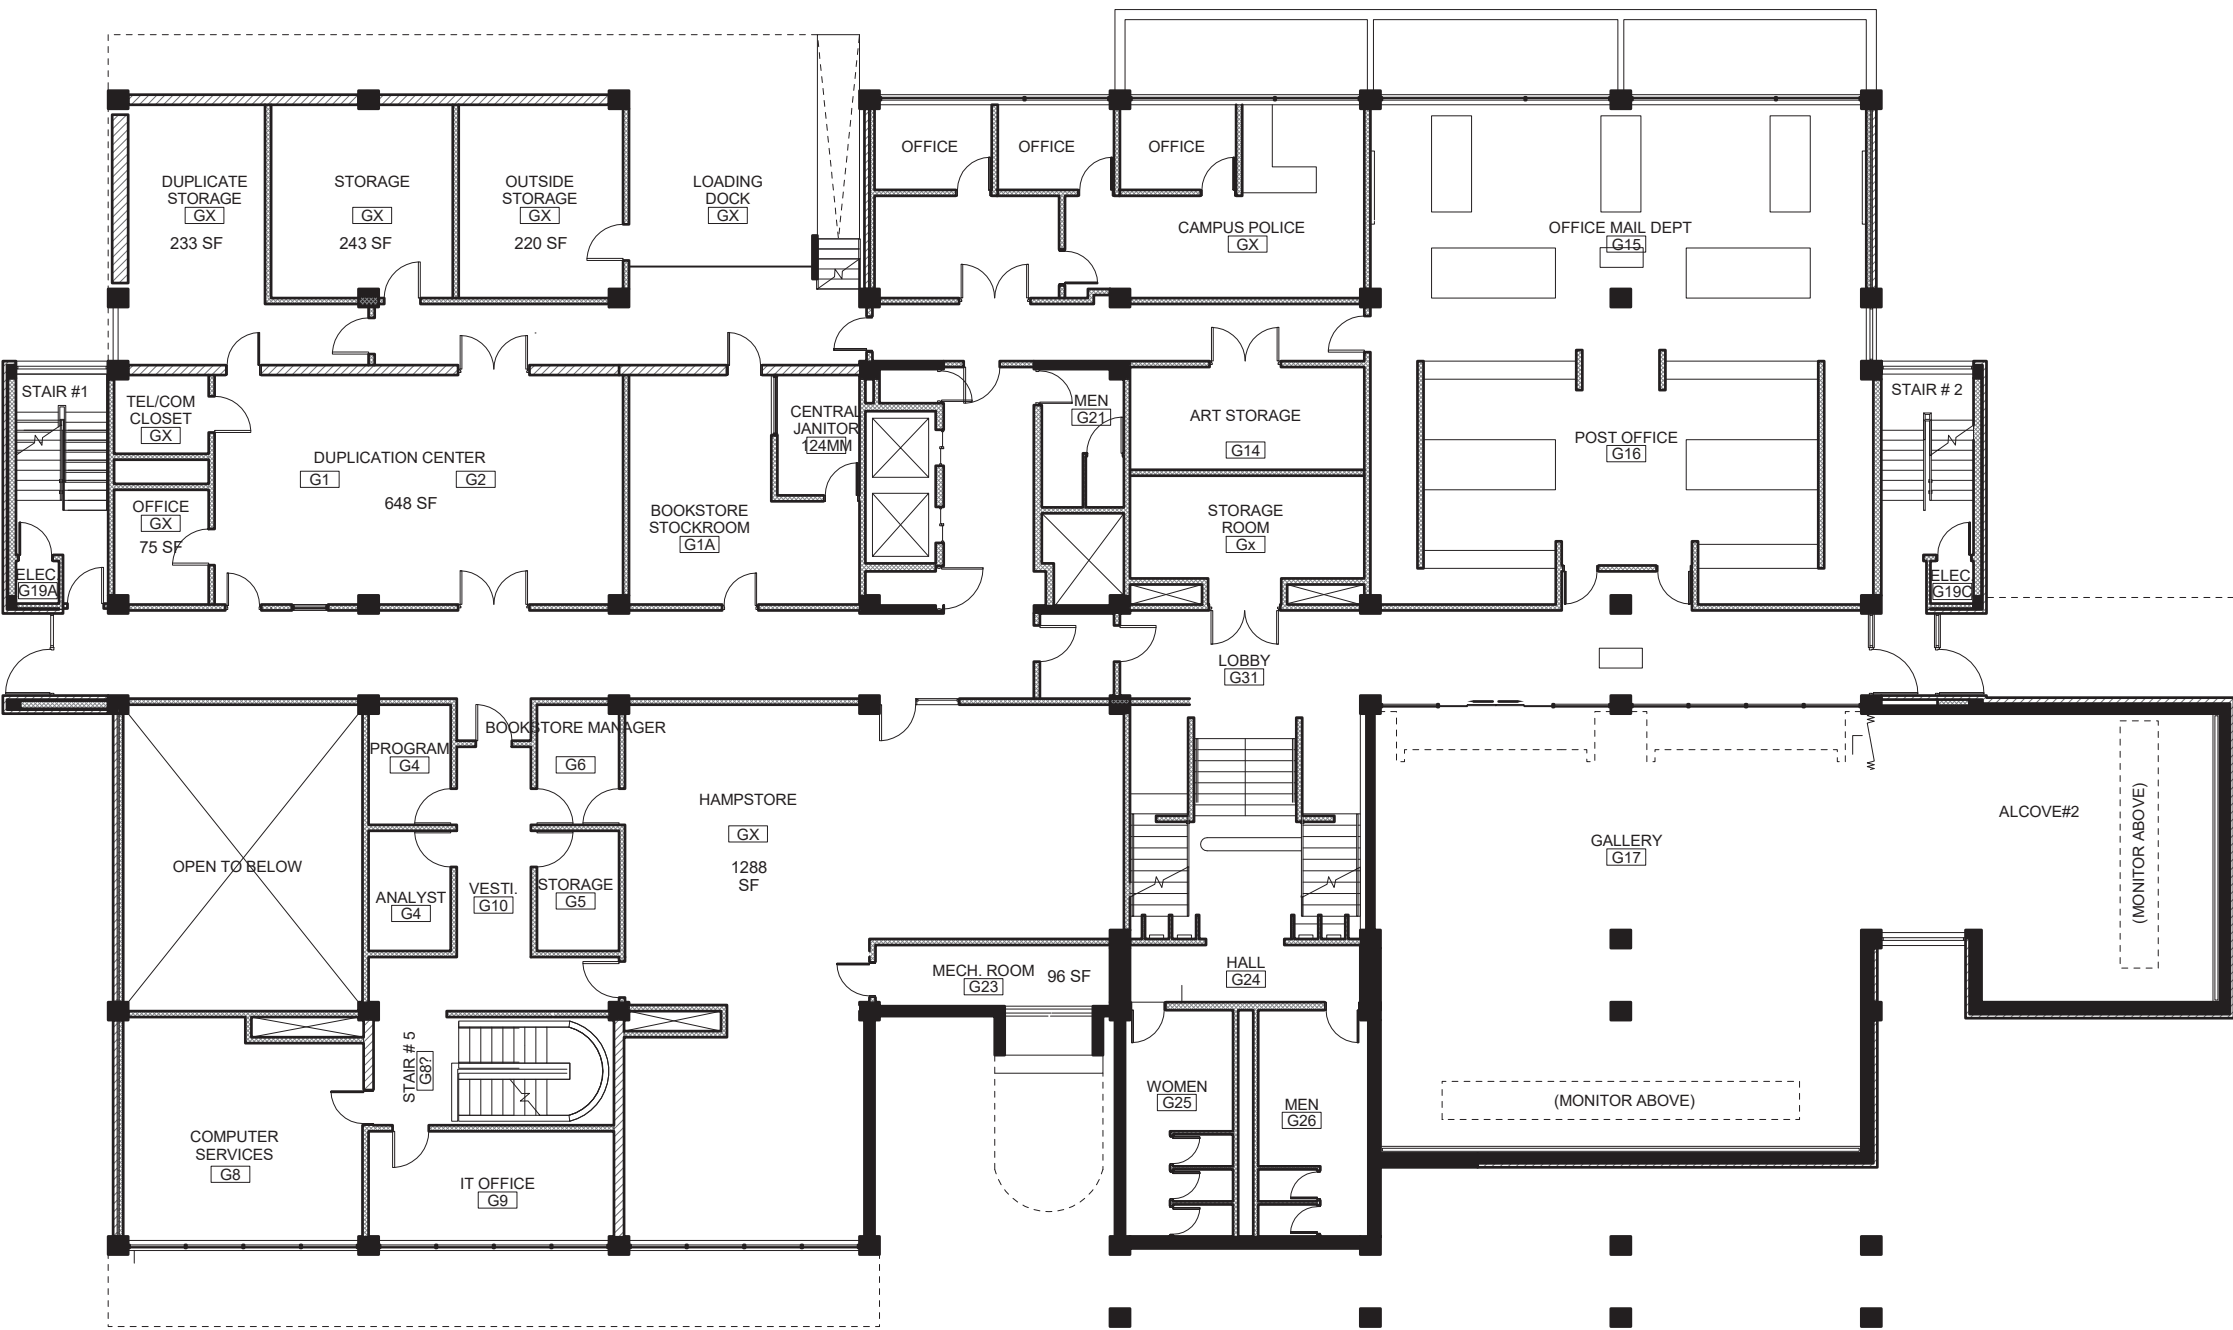 OFFICE
OFFICE
OFFICE
DUPLICATE
STORAGE
GX
233 SF
STORAGE
GX
243 SF
OUTSIDE
STORAGE
GX
220 SF
LOADING
DOCK
GX
CAMPUS POLICE
GX
OFFICE MAIL DEPT
G15
STAIR #1
TEL/COM
CLOSET
GX
DUPLICATION CENTER
G1
G2
648 SF
OFFICE
GX
75 SF
ELEC.
G19A
CENTRAL
JANITOR
124MM
BOOKSTORE
STOCKROOM
G1A
MEN
G21
ART STORAGE
G14
STORAGE
ROOM
Gx
POST OFFICE
G16
STAIR # 2
ELEC.
G19C
LOBBY
G31
BOOKSTORE MANAGER
G6
PROGRAM
G4
HAMPSTORE
GX
1288
SF
OPEN TO BELOW
ANALYST
G4
VESTI.
G10
STORAGE
G5
GALLERY
G17
ALCOVE#2
(MONITOR ABOVE)
MECH. ROOM
G23
96 SF
HALL
G24
STAIR # 5
G8?
WOMEN
G25
MEN
G26
(MONITOR ABOVE)
COMPUTER
SERVICES
G8
IT OFFICE
G9